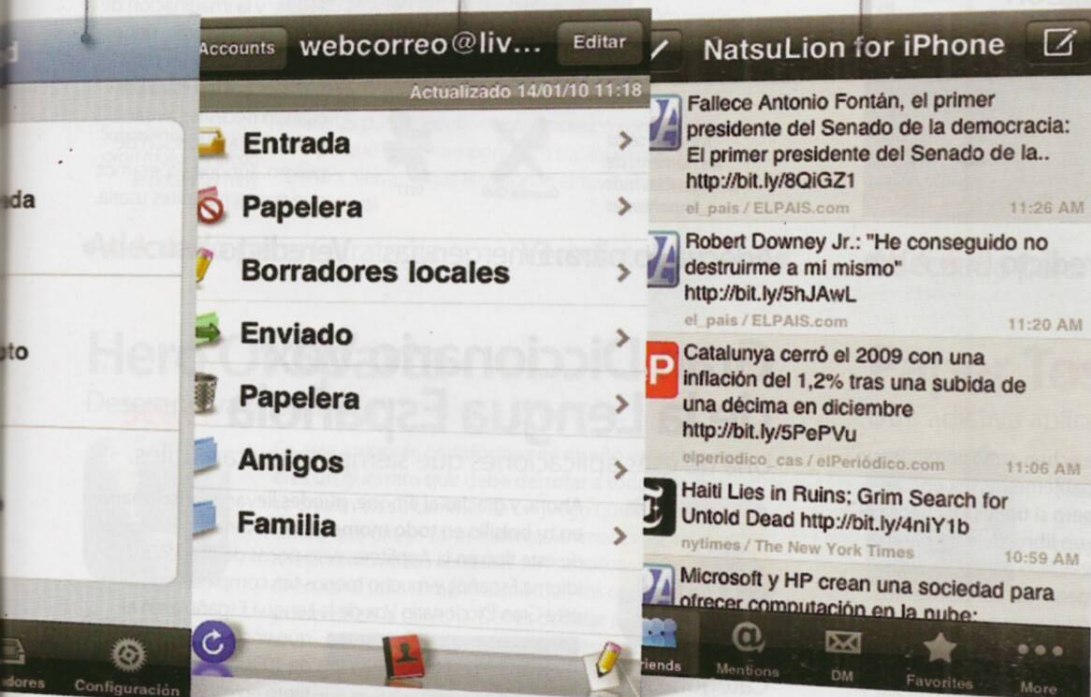 Configuración
Accounts
webcorreo@liv...
Editar
Actualizado 14/01/10 11:18
Entrada
Papelera
Borradores locales
Enviado
Papelera
Amigos
Familia
NatsuLion for iPhone
Fallece Antonio Fontán, el primer
presidente del Senado de la democracia:
El primer presidente del Senado de la..
http://bit.ly/8QiGZ1
el_pais / ELPAIS.com
11:26 AM
Robert Downey Jr.: "He conseguido no
destruirme a mi mismo"
http://bit.ly/5hJAwL
el_pais / ELPAIS.com
11:20 AM
Catalunya cerró el 2009 con una
inflación del 1,2% tras una subida de
una décima en diciembre
http://bit.ly/5PePVu
elperiodico_cas / elPeriódico.com
11:06 AM
Haiti Lies in Ruins; Grim Search for
Untold Dead http://bit.ly/4niY1b
nytimes / The New York Times
10:59 AM
Microsoft y HP crean una sociedad para
ofrecer computación en la nube:
riends
Mentions
DM
Favorites
More